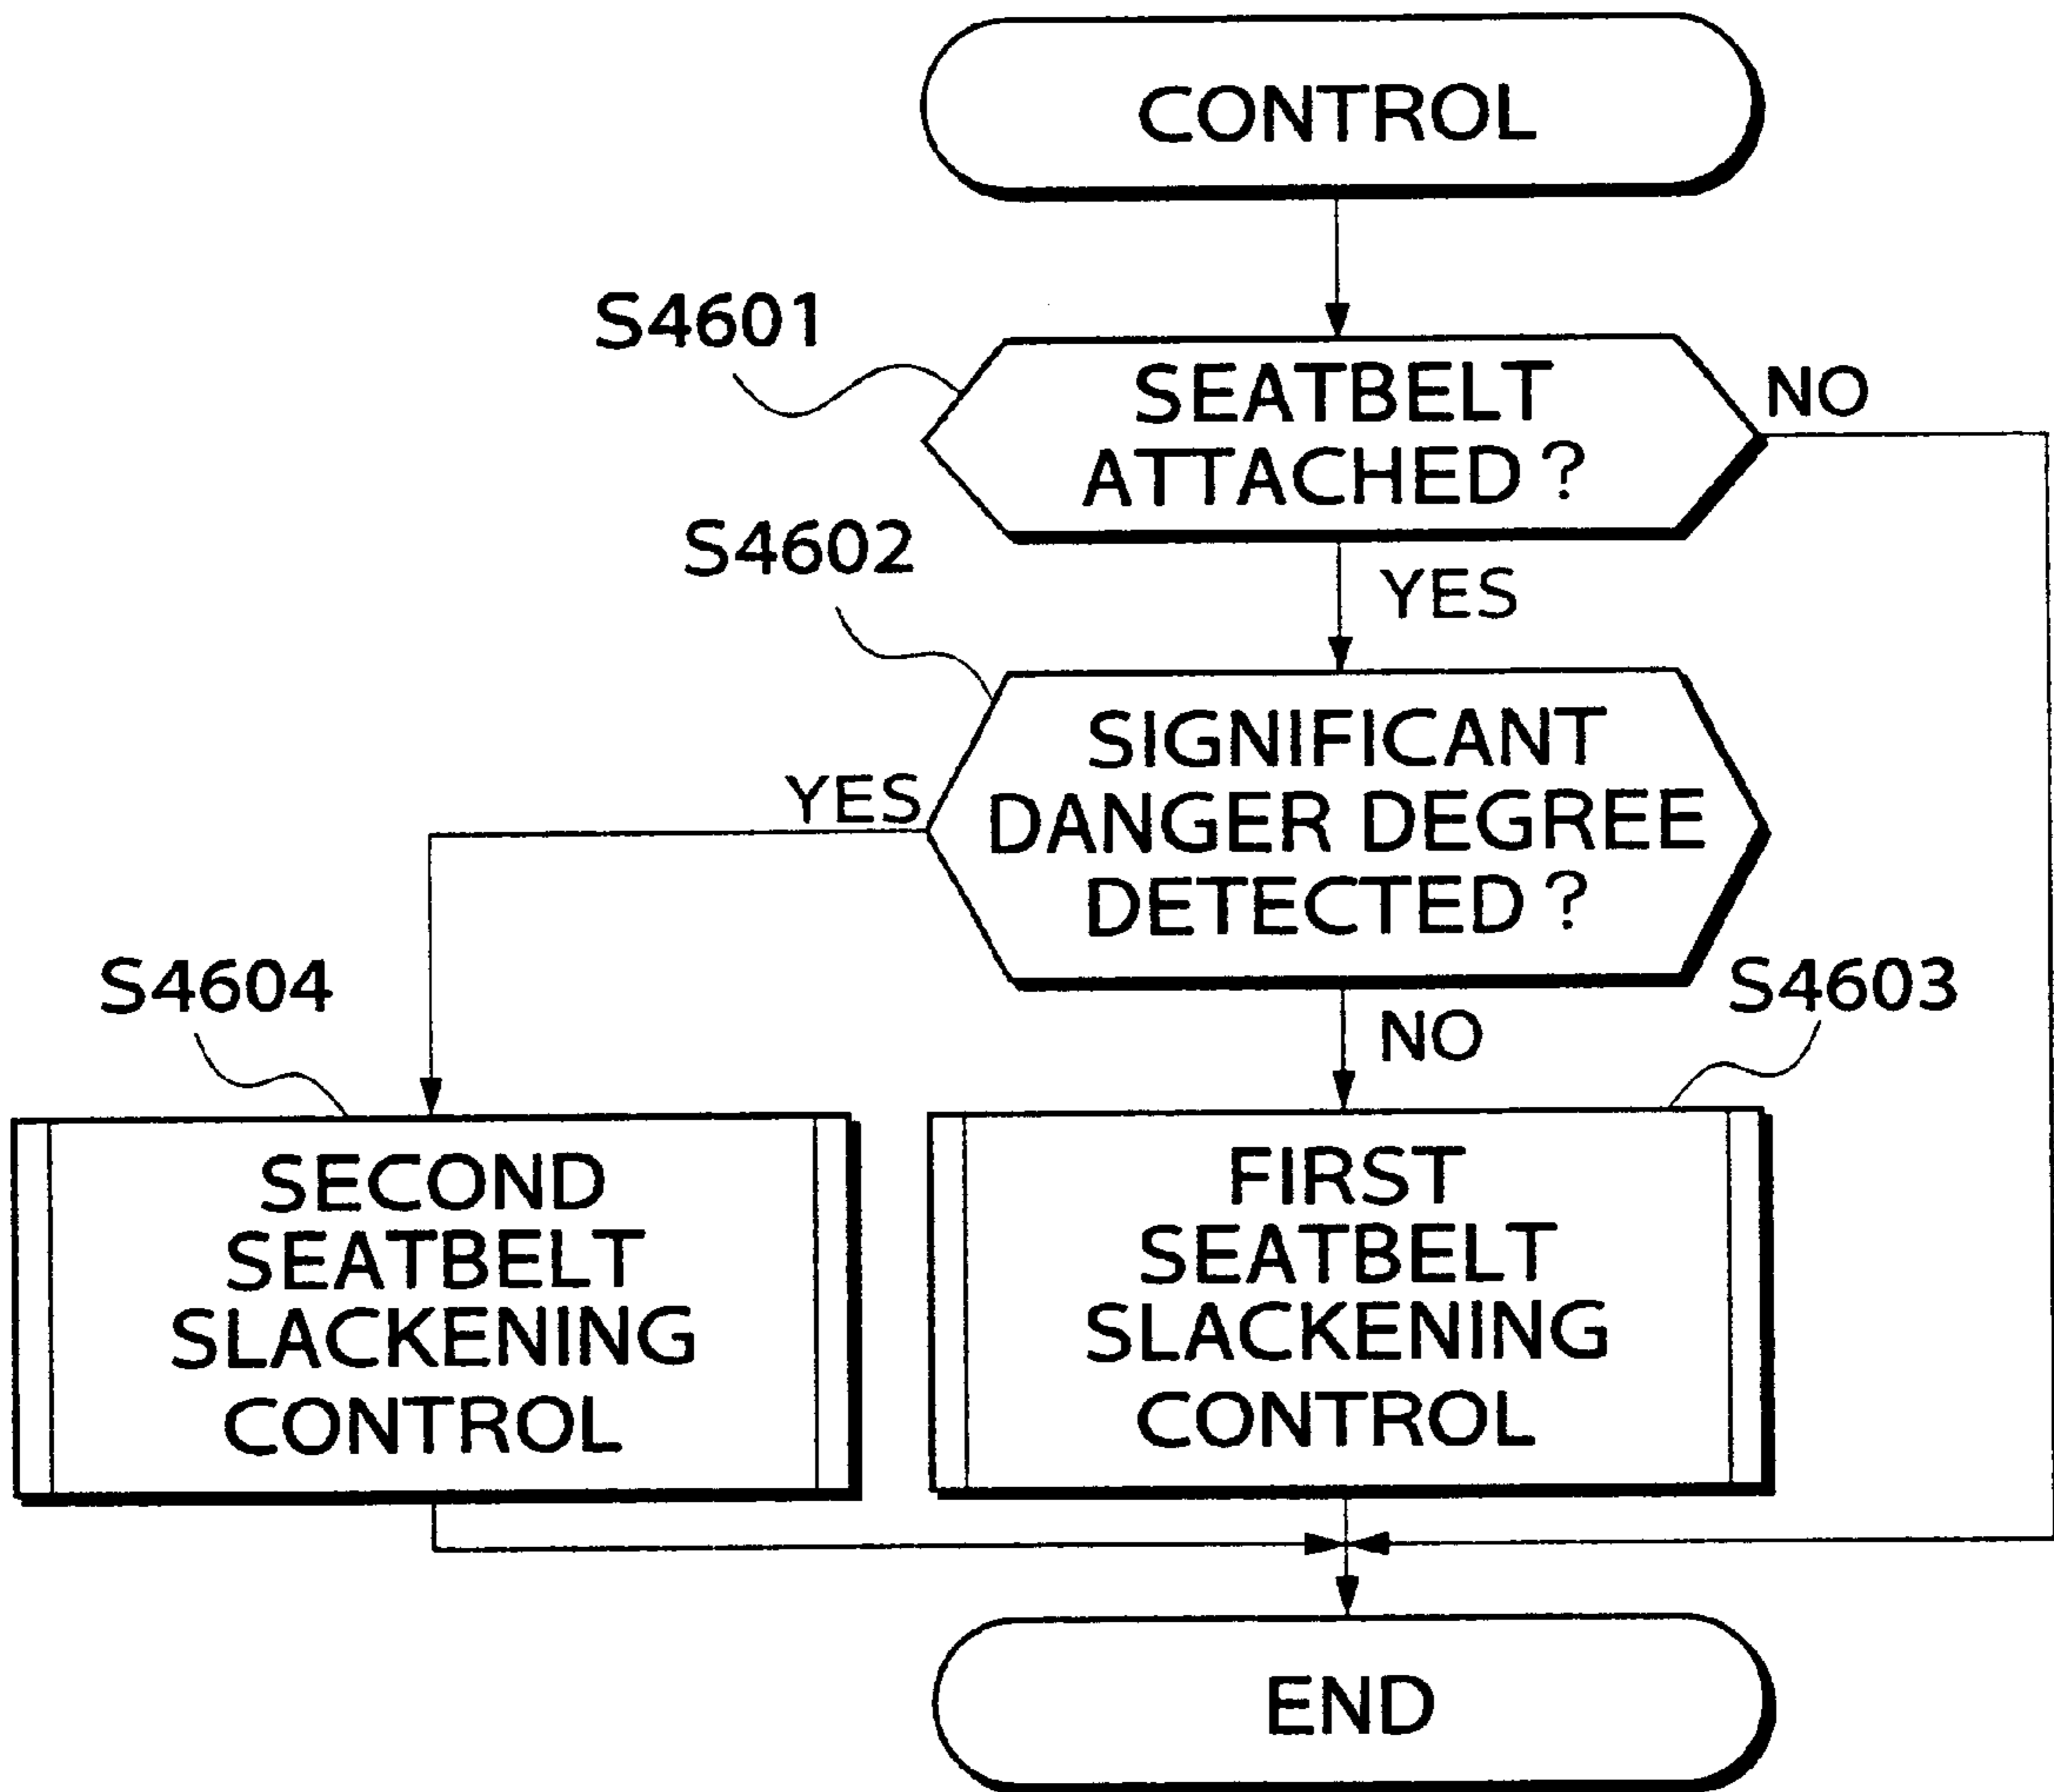 CONTROL
S4601
SEATBELT
ATTACHED ?
NO
S4602
YES
SIGNIFICANT
DANGER DEGREE
DETECTED ?
YES
S4604
S4603
NO
SECOND
SEATBELT
SLACKENING
CONTROL
FIRST
SEATBELT
SLACKENING
CONTROL
END